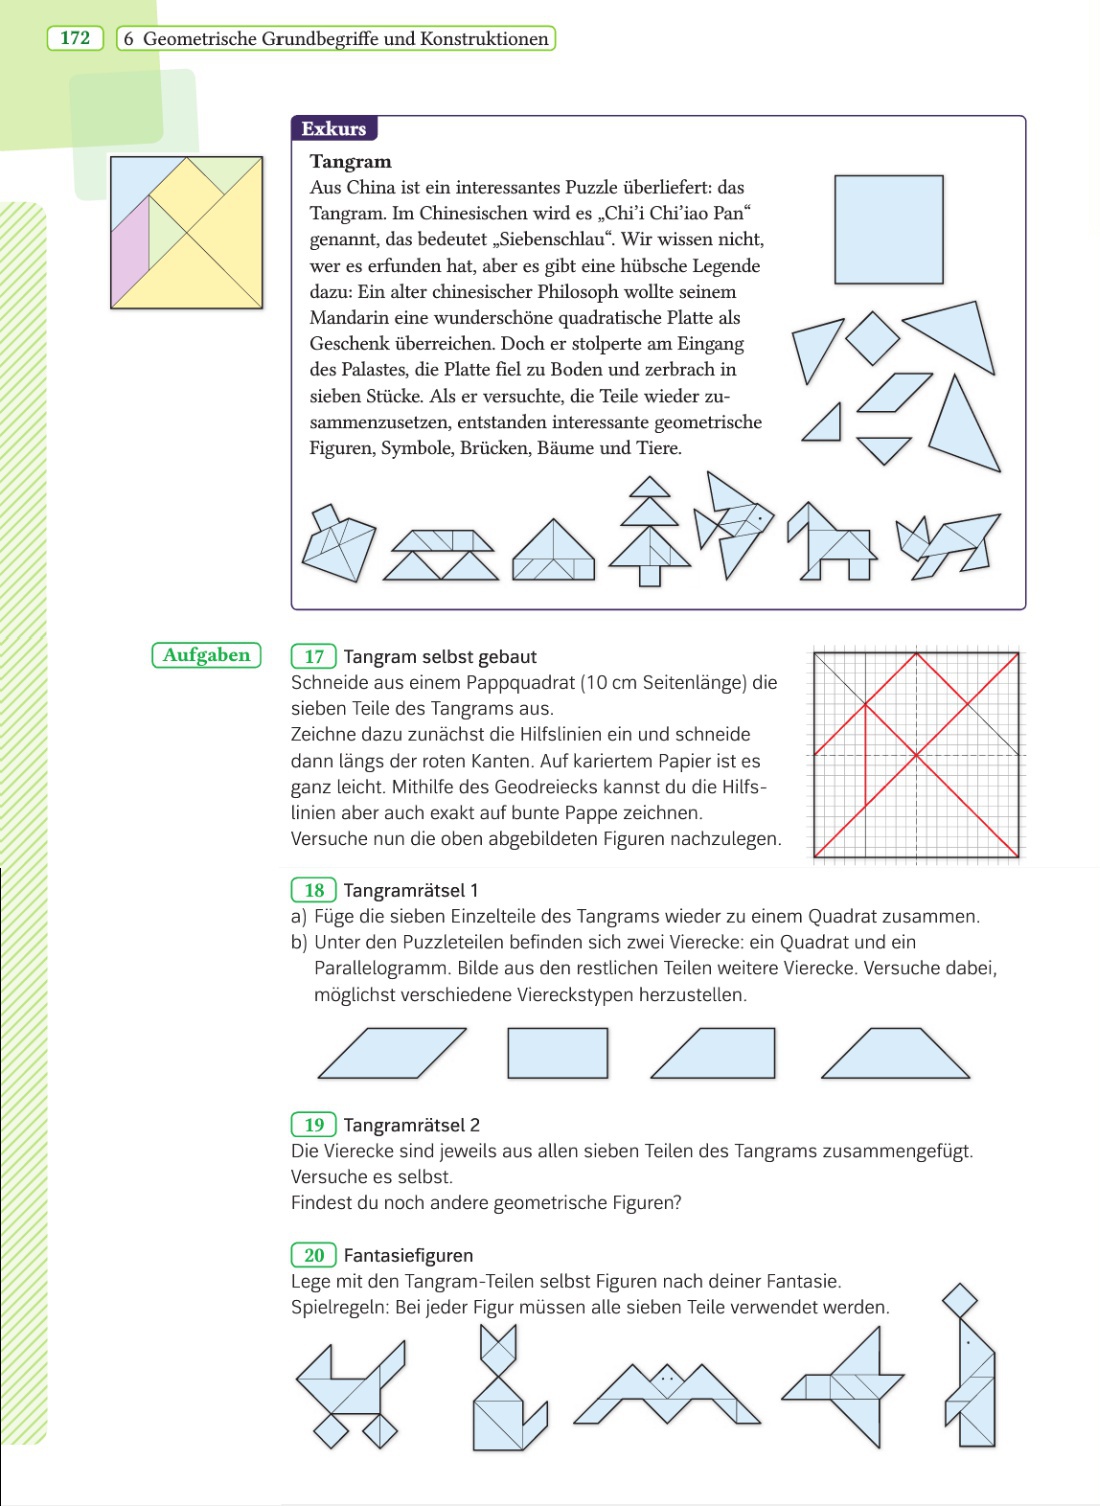 172
6 Geometrische Grundbegriffe und Konstruktionen
Exkurs
Tangram
Aus China ist ein interessantes Puzzle überliefert: das
Tangram. Im Chinesischen wird es „Chi’i Chi’iao Pan“
genannt, das bedeutet „Siebenschlau“. Wir wissen nicht,
wer es erfunden hat, aber es gibt eine hübsche Legende
dazu: Ein alter chinesischer Philosoph wollte seinem
Mandarin eine wunderschöne quadratische Platte als
Geschenk überreichen. Doch er stolperte am Eingang
des Palastes, die Platte fiel zu Boden und zerbrach in
sieben Stücke. Als er versuchte, die Teile wieder zu-
sammenzusetzen, entstanden interessante geometrische
Figuren, Symbole, Brücken, Bäume und Tiere.
Aufgaben
17 Tangram selbst gebaut
Schneide aus einem Pappquadrat (10 cm Seitenlänge) die
sieben Teile des Tangrams aus.
Zeichne dazu zunächst die Hilfslinien ein und schneide
dann längs der roten Kanten. Auf kariertem Papier ist es
ganz leicht. Mithilfe des Geodreiecks kannst du die Hilfs-
linien aber auch exakt auf bunte Pappe zeichnen.
Versuche nun die oben abgebildeten Figuren nachzulegen.
18 Tangramrätsel 1
a) Füge die sieben Einzelteile des Tangrams wieder zu einem Quadrat zusammen.
b) Unter den Puzzleteilen befinden sich zwei Vierecke: ein Quadrat und ein
Parallelogramm. Bilde aus den restlichen Teilen weitere Vierecke. Versuche dabei,
möglichst verschiedene Viereckstypen herzustellen.
19 Tangramrätsel 2
Die Vierecke sind jeweils aus allen sieben Teilen des Tangrams zusammengefügt.
Versuche es selbst.
Findest du noch andere geometrische Figuren?
20 Fantasiefiguren
Lege mit den Tangram-Teilen selbst Figuren nach deiner Fantasie.
Spielregeln: Bei jeder Figur müssen alle sieben Teile verwendet werden.